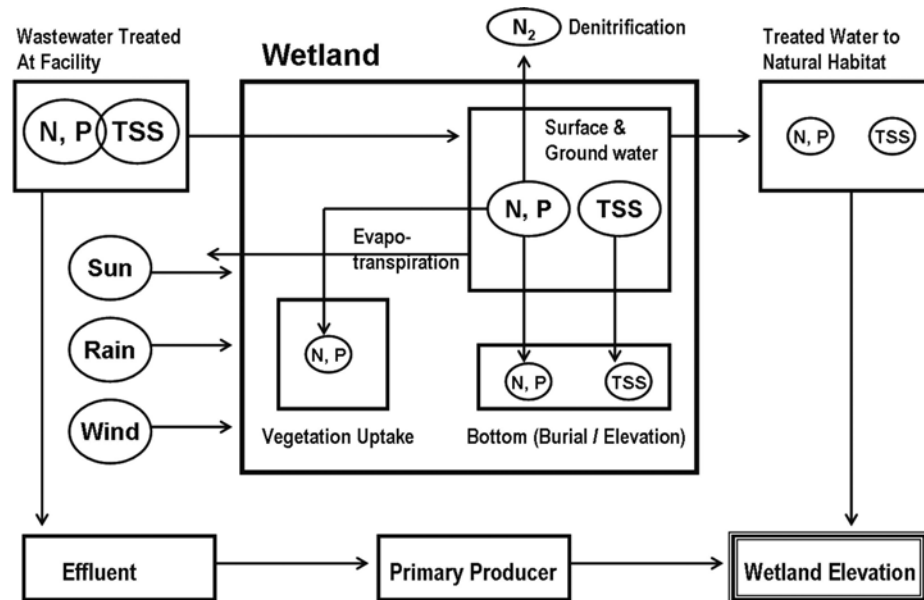 Wastewater Treated
At Facility
N, P
TSS
Wetland
N₂
Denitrification
Treated Water to
Natural Habitat
N, P
TSS
Surface &
Ground water
N, P
TSS
Evapo-
transpiration
Sun
Rain
Wind
N, P
Vegetation Uptake
N, P
TSS
Bottom (Burial / Elevation)
Effluent
Primary Producer
Wetland Elevation